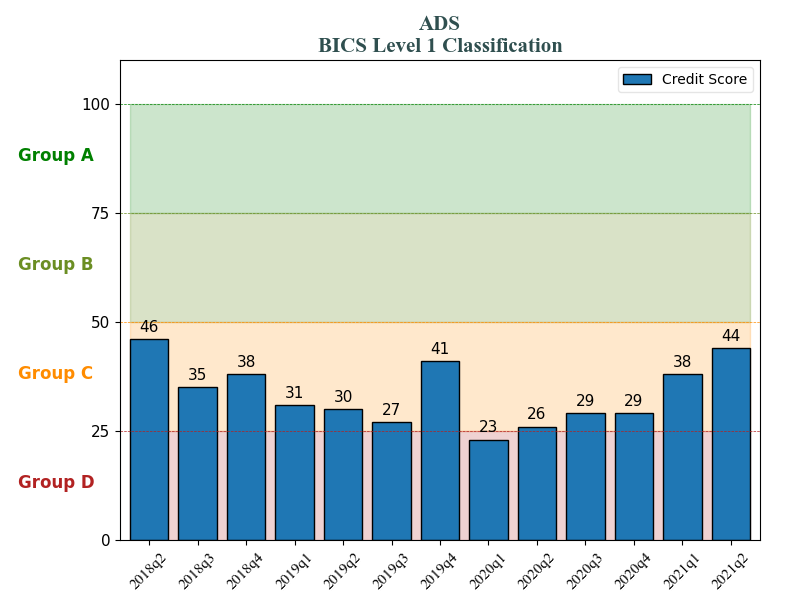 ADS
BICS Level 1 Classification
Credit Score
100
Group A
75
Group B
50
46
44
41
38
38
Group C
35
31
30
29
29
27
26
25
23
Group D
0
2018q2
2018q3
2018q4
2019q1
2019q2
2019q3
2019q4
2020q1
2020q2
2020q3
2020q4
2021q1
2021q2